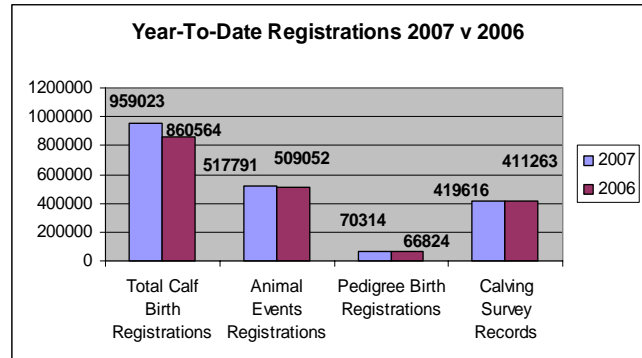 Year-To-Date Registrations 2007 v 2006
1200000
1000000
800000
600000
400000
200000
0
959023
860564
517791
509052
70314
66824
419616
411263
Total Calf
Birth
Registrations
Animal
Events
Registrations
Pedigree Birth
Registrations
Calving
Survey
Records
2007
2006